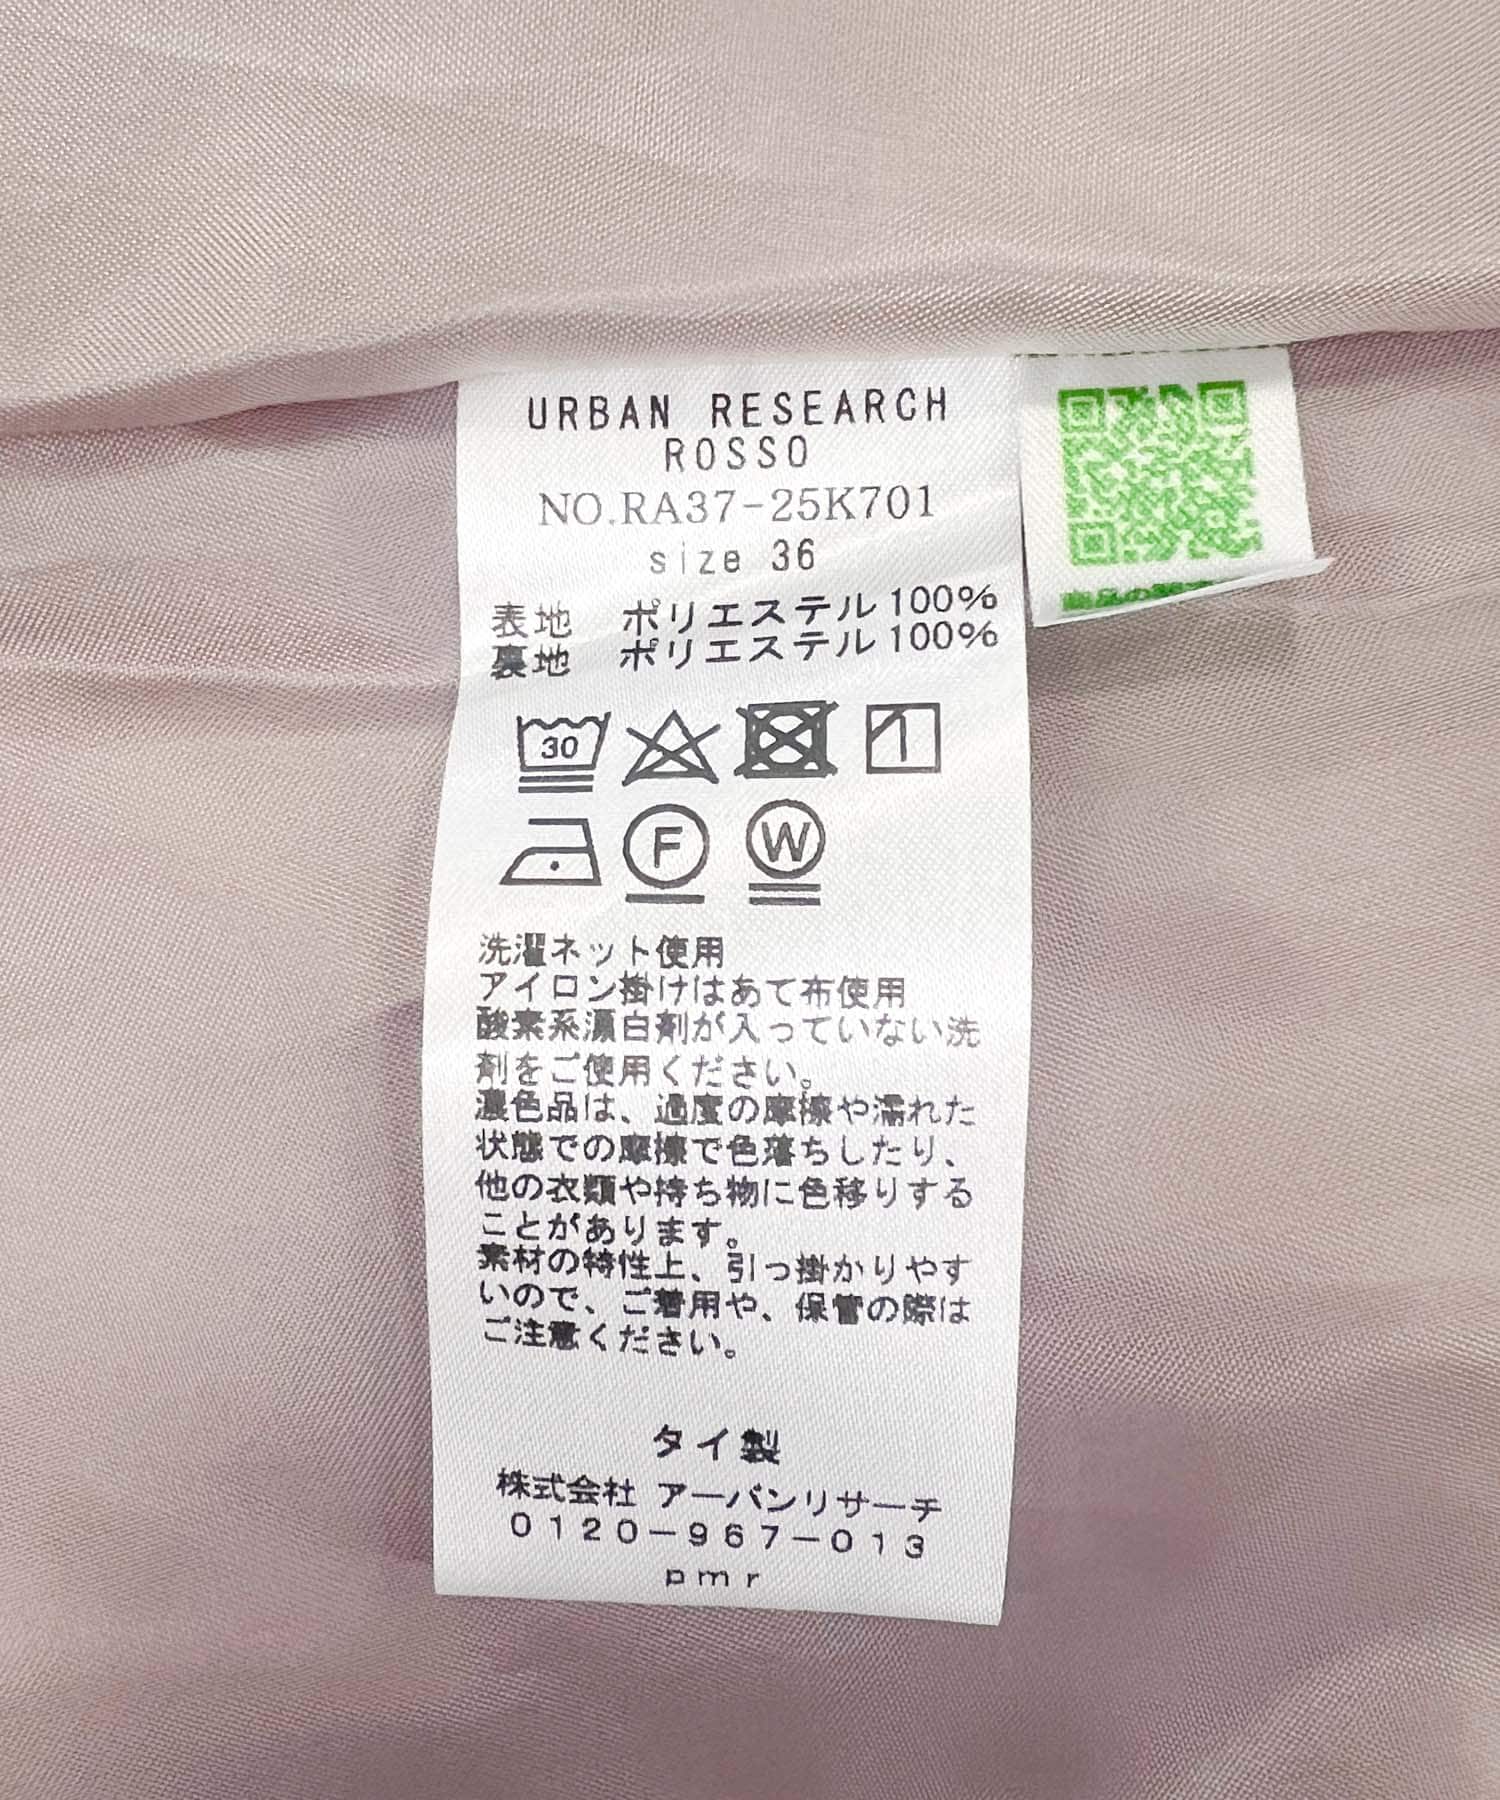 URBAN RESEARCH
ROSSO
NO.RA37-25K701
size 36
表地 ポリエステル100%
裏地 ポリエステル100%
30
F
W
洗濯ネット使用
アイロン掛けはあて布使用
酸素系漂白剤が入っていない洗
剤をご使用ください。
濃色品は、過度の摩擦や濡れた
状態での摩擦で色落ちしたり、
他の衣類や持ち物に色移りする
ことがあります。
素材の特性上、引っ掛かりやす
いので、ご着用や、保管の際は
ご注意ください。
タイ製
株式会社 アーバンリサーチ
0120-967-013
pmr